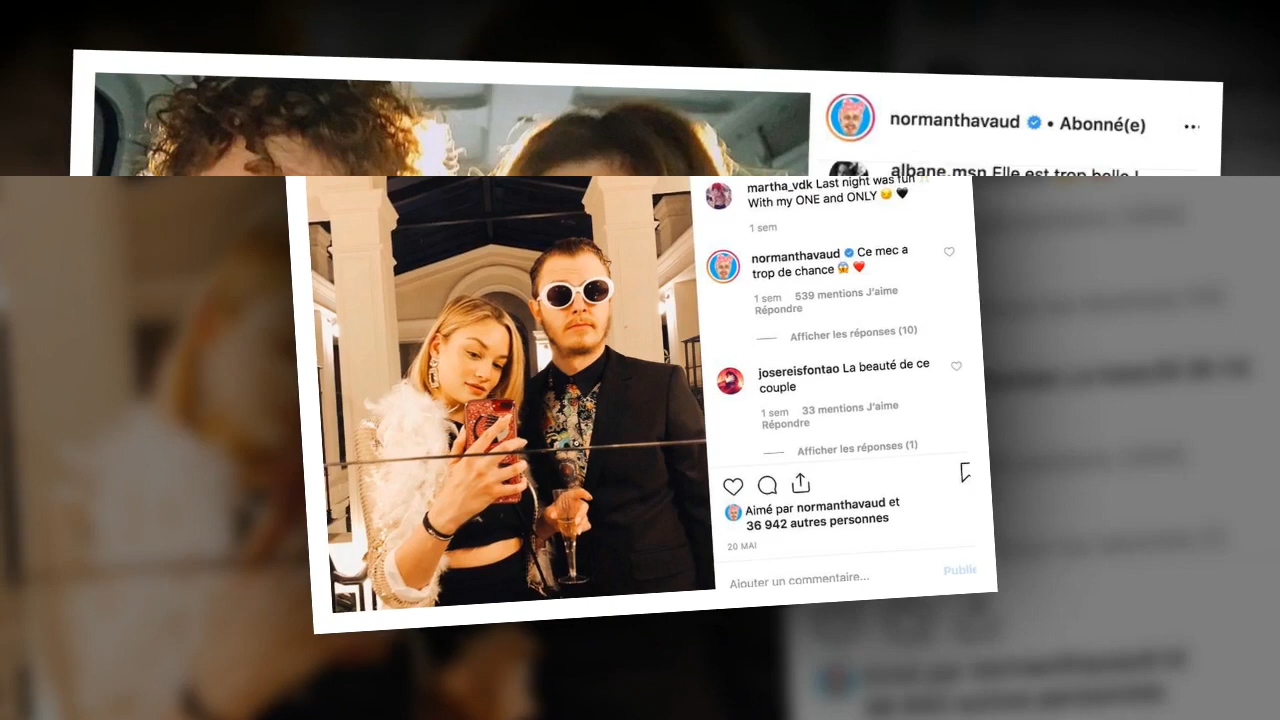 normanthavaud • Abonné(e)
albane.msn Elle est trop belle !
martha_vdk Last night was fun
With my ONE and ONLY 😏 🖤
1 sem
normanthavaud Ce mec a
trop de chance 😱 ❤️
1 sem 539 mentions J'aime
Répondre
Afficher les réponses (10)
josereisfontao La beauté de ce
couple
1 sem 33 mentions J'aime
Répondre
Afficher les réponses (1)
Aimé par normanthavaud et
36 942 autres personnes
20 MAI
Ajouter un commentaire...
Publie